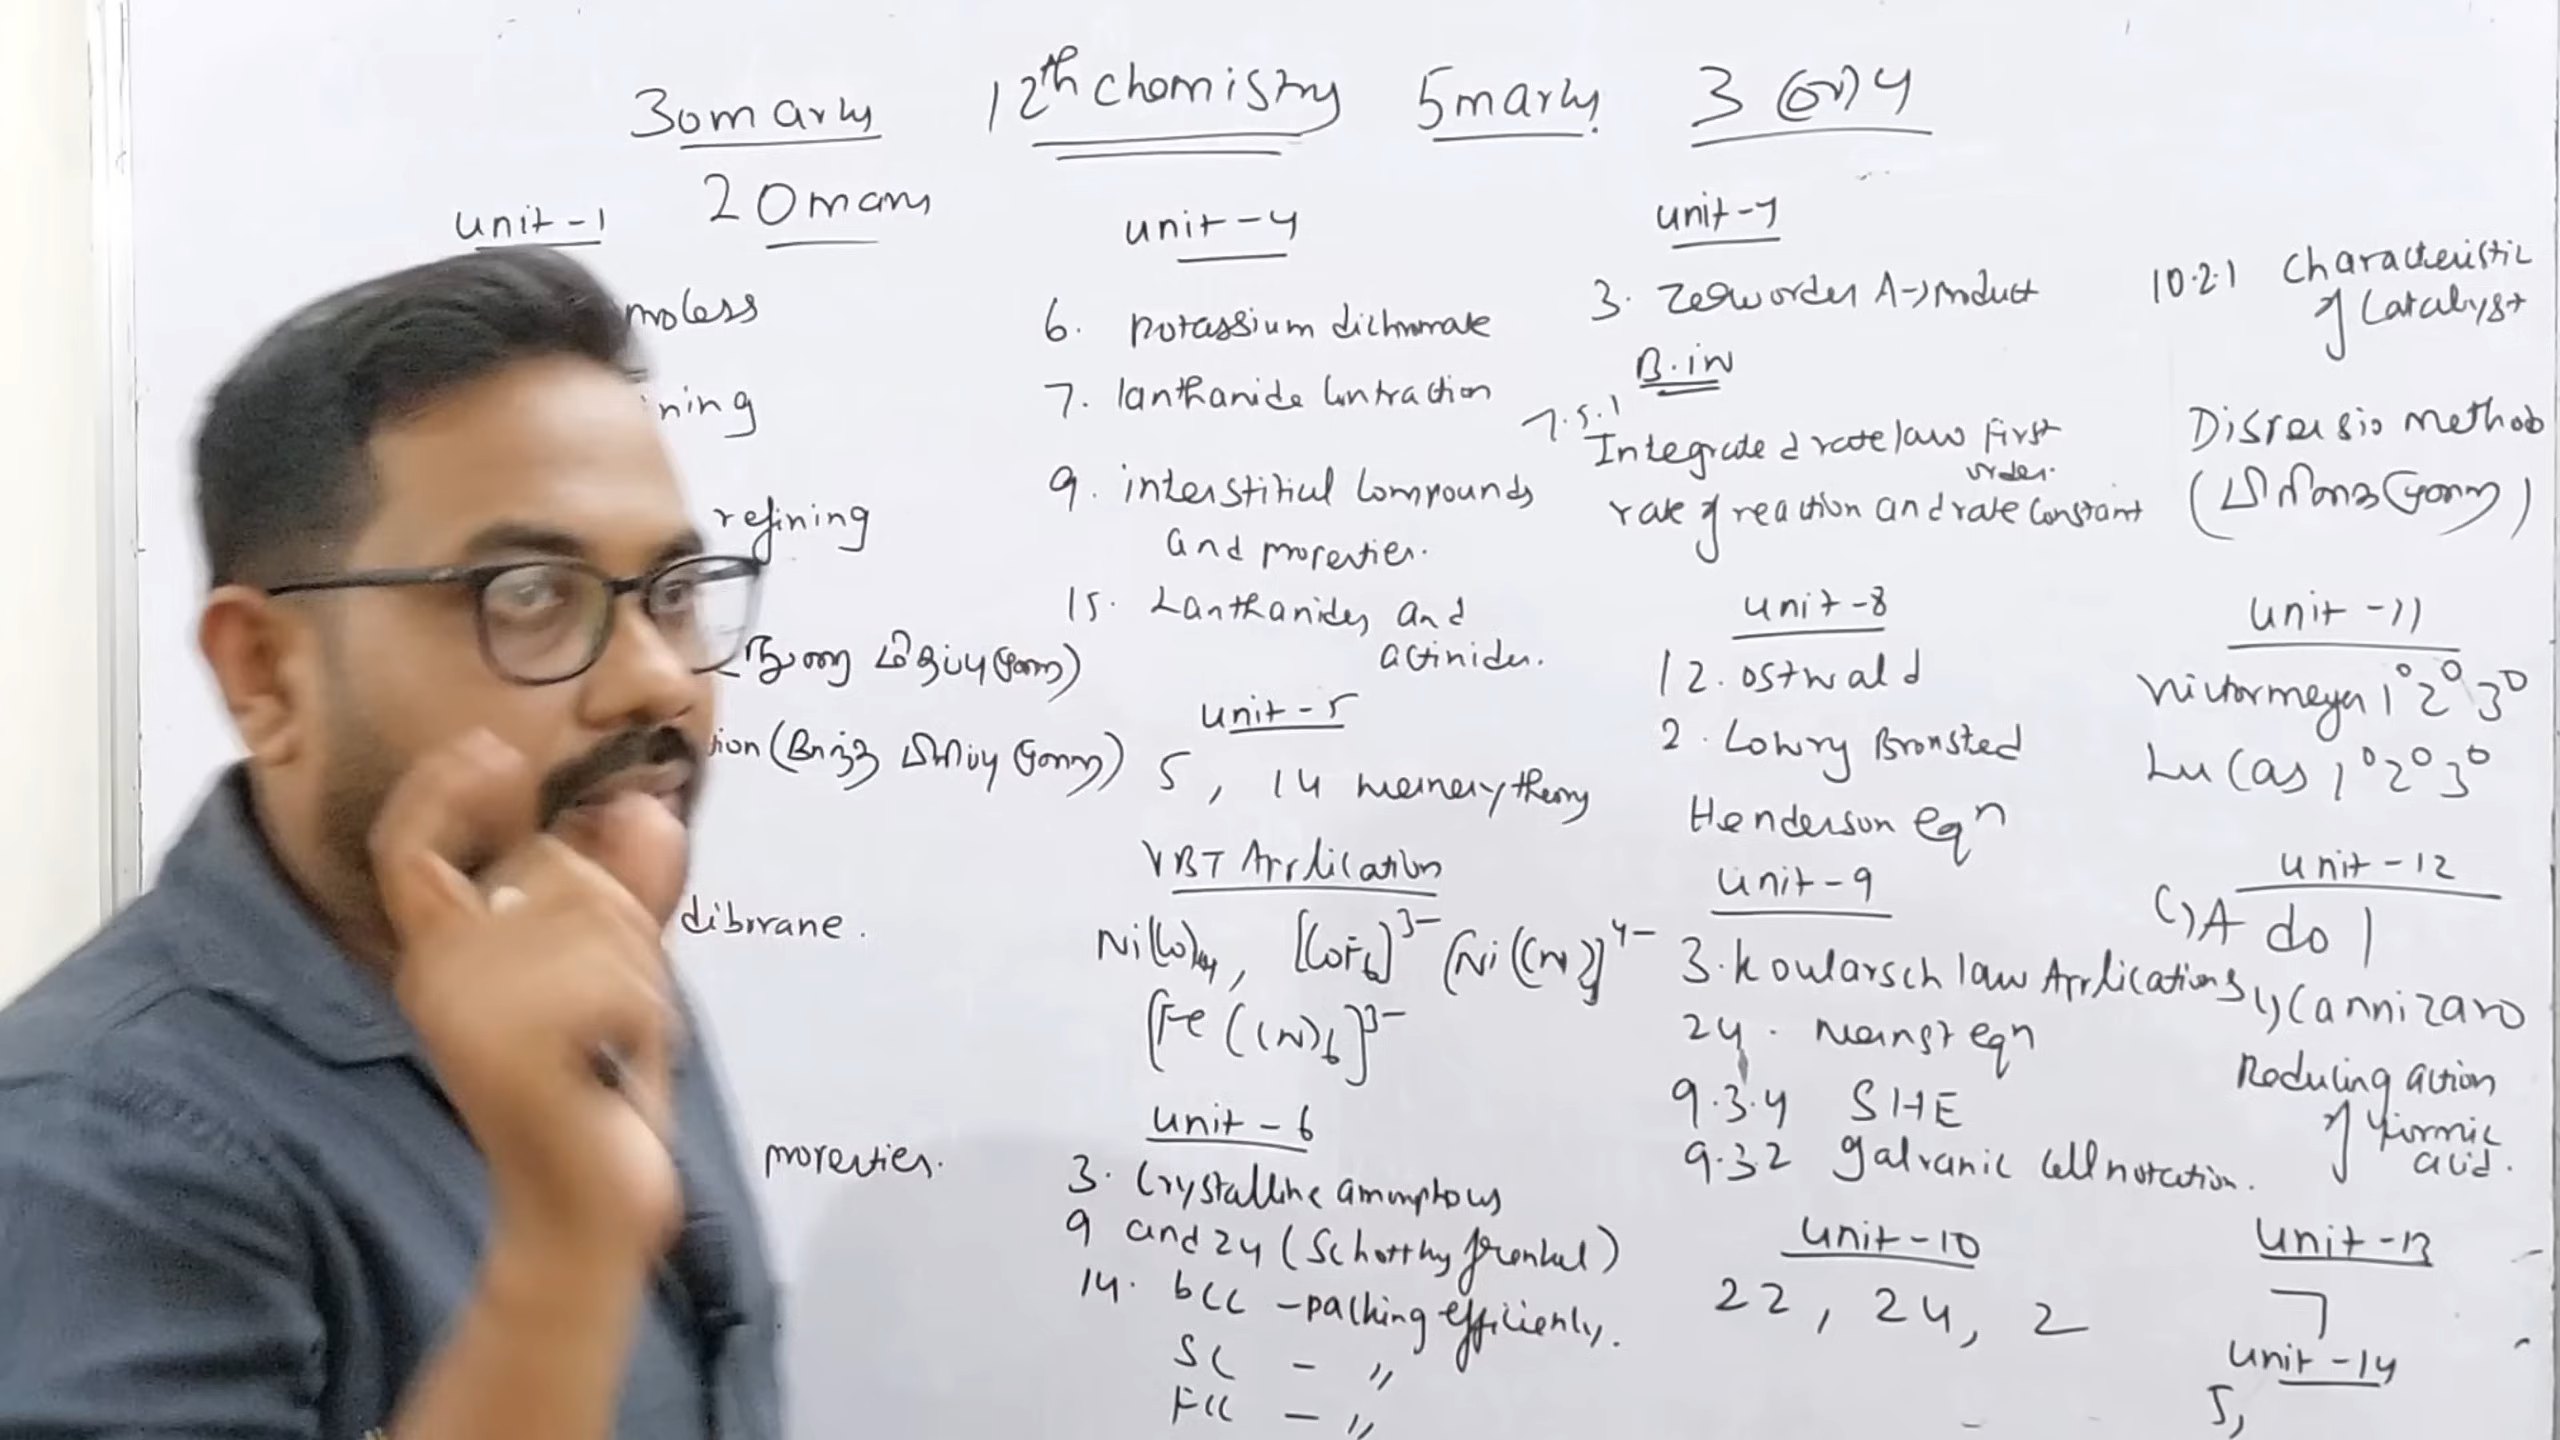 30 marks 12th chemistry 5 marks 3 (or) 4
20 mark
unit-1
moless
ning
refining
diborane.
properties.
unit-4
6. potassium dichromate
7. lanthanide contraction
9. interstitial compounds
and properties.
15. Lanthanides and
actinides.
unit-5
5, 14 werner theory
VBT Application
Ni(CO)4, [CoF6]3- [Ni(CN)4]4-
[Fe(CN)6]3-
unit-6
3. Crystalline amorphous
9 and 24 (Schottky frenkel)
14. bcc - packing efficiency.
SC - "
FCC - "
unit-7
3. Zero order A→product
B.in
7.5.1
Integrated rate law first
order.
rate of reaction and rate constant
unit-8
12. ostwald
2. Lowry Bronsted
Henderson eqn
unit-9
3. law Applications
24. Nernst eqn
9.3.4 SHE
9.3.2 galvanic cell notation.
unit-10
22, 24, 2
10.2.1 characteristic
of Catalyst
method
unit-11
victormeyer 1° 2° 3°
Lucas 1° 2° 3°
unit-12
Cannizaro
Reducing action
of formic
acid.
unit-13
7
unit-14
5,